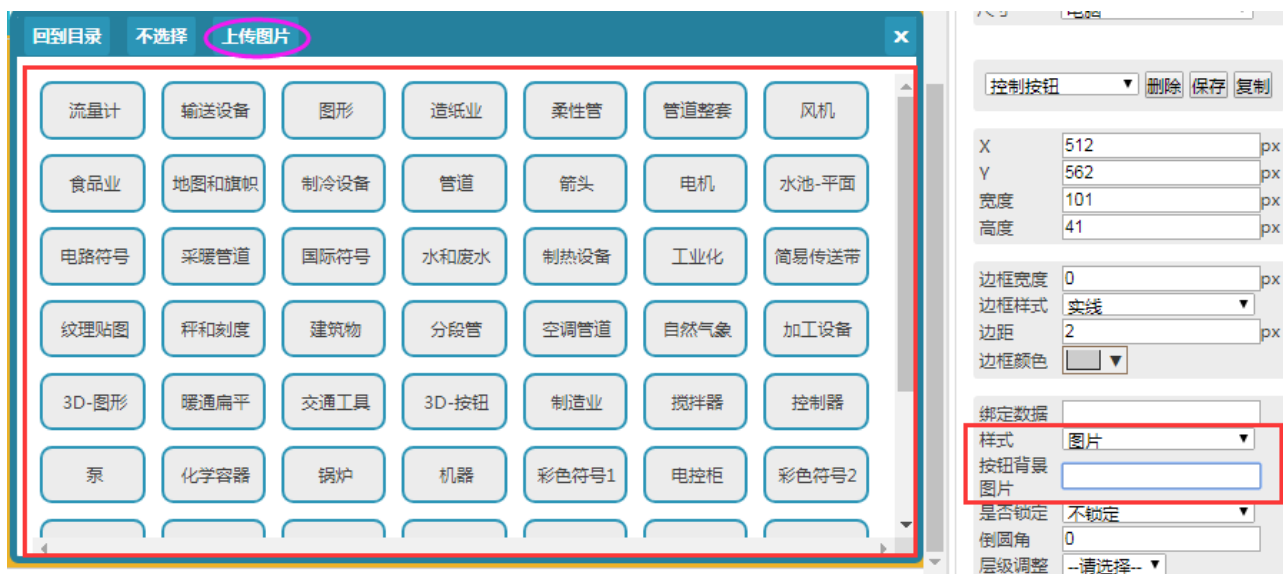 回到目录 不选择 上传图片 x
流量计 输送设备 图形 造纸业 柔性管 管道整套 风机
食品业 地图和旗帜 制冷设备 管道 箭头 电机 水池-平面
电路符号 采暖管道 国际符号 水和废水 制热设备 工业化 简易传送带
纹理贴图 秤和刻度 建筑物 分段管 空调管道 自然气象 加工设备
3D-图形 暖通扁平 交通工具 3D-按钮 制造业 搅拌器 控制器
泵 化学容器 锅炉 机器 彩色符号1 电控柜 彩色符号2
尺寸 电脑
控制按钮 删除 保存 复制
X 512 px
Y 562 px
宽度 101 px
高度 41 px
边框宽度 0 px
边框样式 实线
边距 2 px
边框颜色
绑定数据
样式 图片
按钮背景
图片
是否锁定 不锁定
倒圆角 0
层级调整 --请选择--